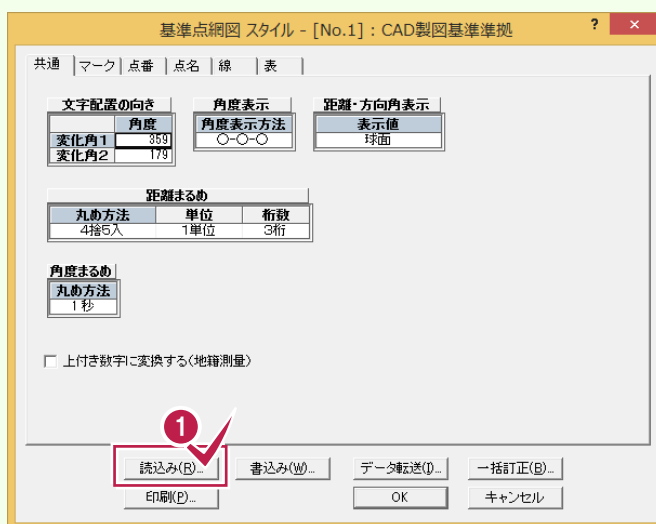 基準点網図 スタイル - [No.1] : CAD製図基準準拠 ? ×
共通 マーク 点番 点名 線 表
文字配置の向き 角度表示 距離・方向角表示
角度 角度表示方法 表示値
変化角1 359 ○-○-○ 球面
変化角2 179
距離まるめ
丸め方法 単位 桁数
4捨5入 1単位 3桁
角度まるめ
丸め方法
1秒
上付き数字に変換する(地籍測量)
1
読込み(R)... 書込み(W)... データ転送(I)... 一括訂正(B)...
印刷(P)... OK キャンセル